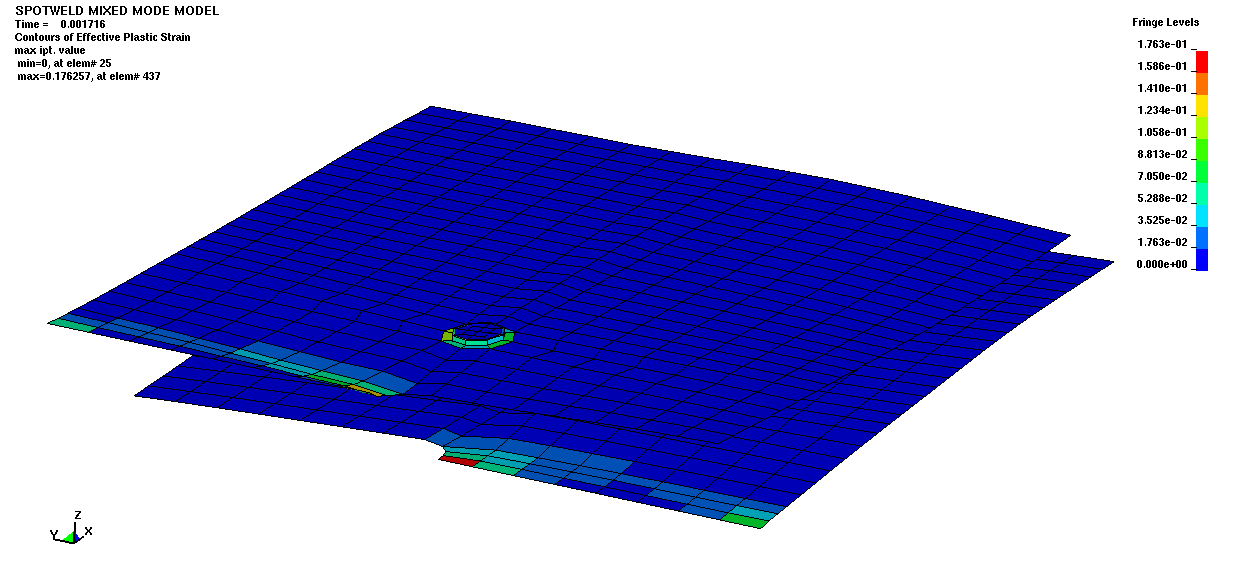 SPOTWELD MIXED MODE MODEL
Time = 0.001716
Contours of Effective Plastic Strain
max ipt. value
min=0, at elem# 25
max=0.176257, at elem# 437
Fringe Levels
1.763e-01
1.586e-01
1.410e-01
1.234e-01
1.058e-01
8.813e-02
7.050e-02
5.288e-02
3.525e-02
1.763e-02
0.000e+00
Z
Y X